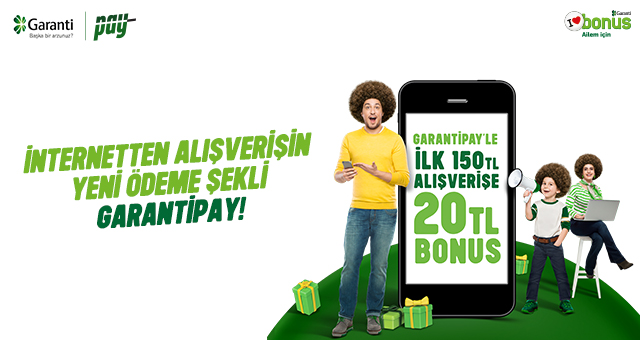 Garanti
Başka bir arzunuz?
pay
Garanti
I bonus
Ailem için
İNTERNETTEN ALIŞVERİŞİN
YENİ ÖDEME ŞEKLİ
GARANTİPAY!
GARANTİPAY'LE
İLK 150TL
ALIŞVERİŞE
20TL
BONUS